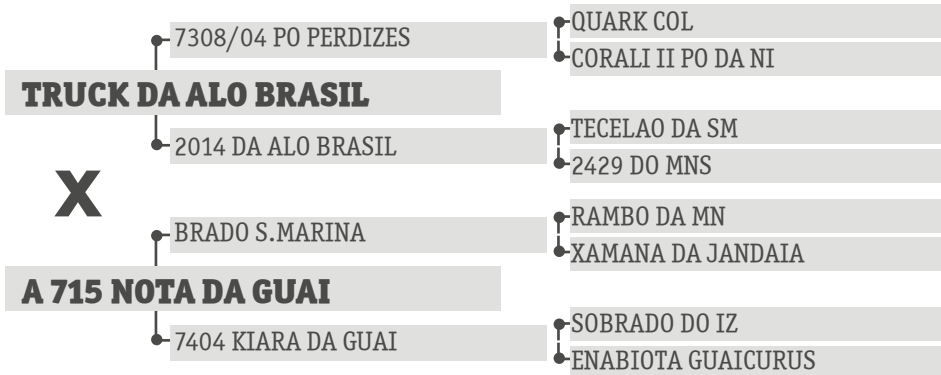 QUARK COL
7308/04 PO PERDIZES
CORALI II PO DA NI
TRUCK DA ALO BRASIL
TECELAO DA SM
2014 DA ALO BRASIL
2429 DO MNS
X
RAMBO DA MN
BRADO S.MARINA
XAMANA DA JANDAIA
A 715 NOTA DA GUAI
SOBRADO DO IZ
7404 KIARA DA GUAI
ENABIOTA GUAICURUS